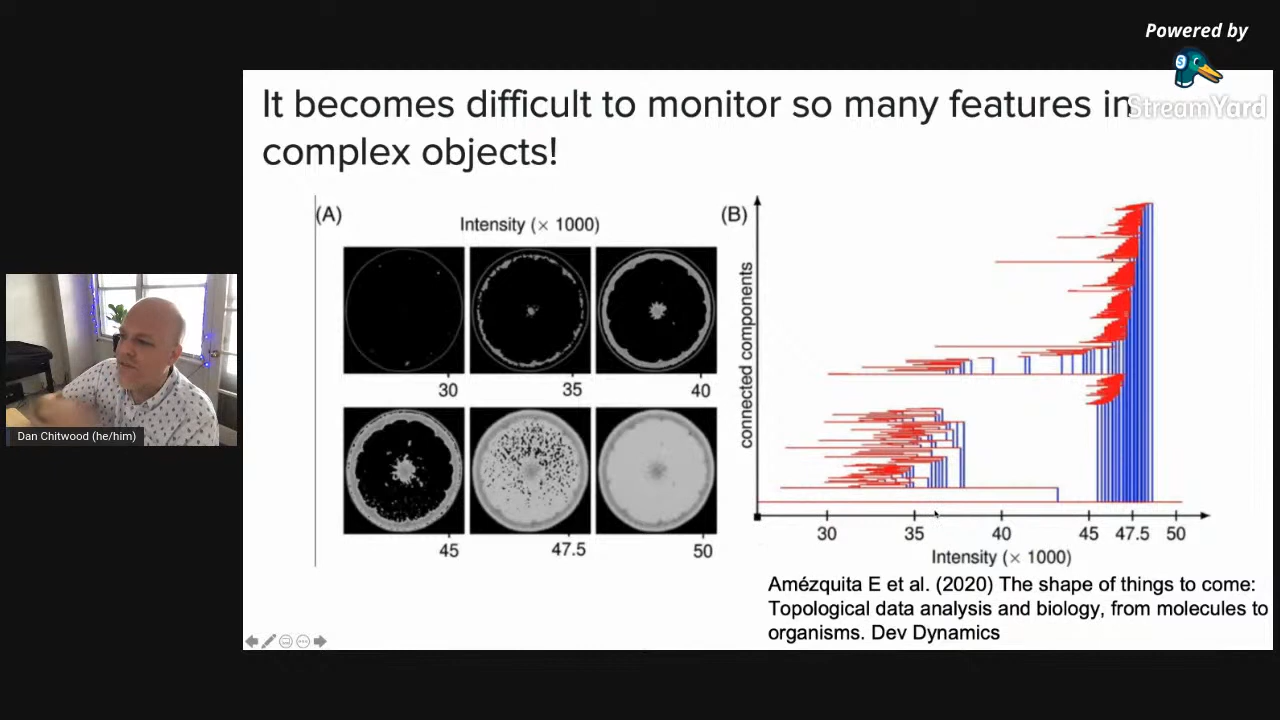 Powered by
StreamYard
It becomes difficult to monitor so many features in
complex objects!
(A)
Intensity (× 1000)
30
35
40
45
47.5
50
(B)
connected components
30
35
40
45
47.5
50
Intensity (× 1000)
Amézquita E et al. (2020) The shape of things to come:
Topological data analysis and biology, from molecules to
organisms. Dev Dynamics
Dan Chitwood (he/him)